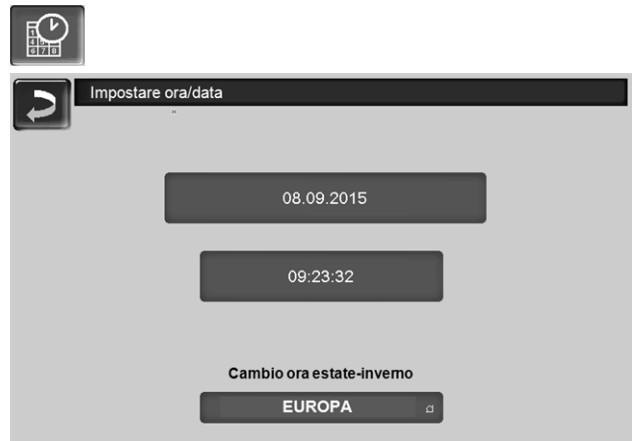 Impostare ora/data
08.09.2015
09:23:32
Cambio ora estate-inverno
EUROPA